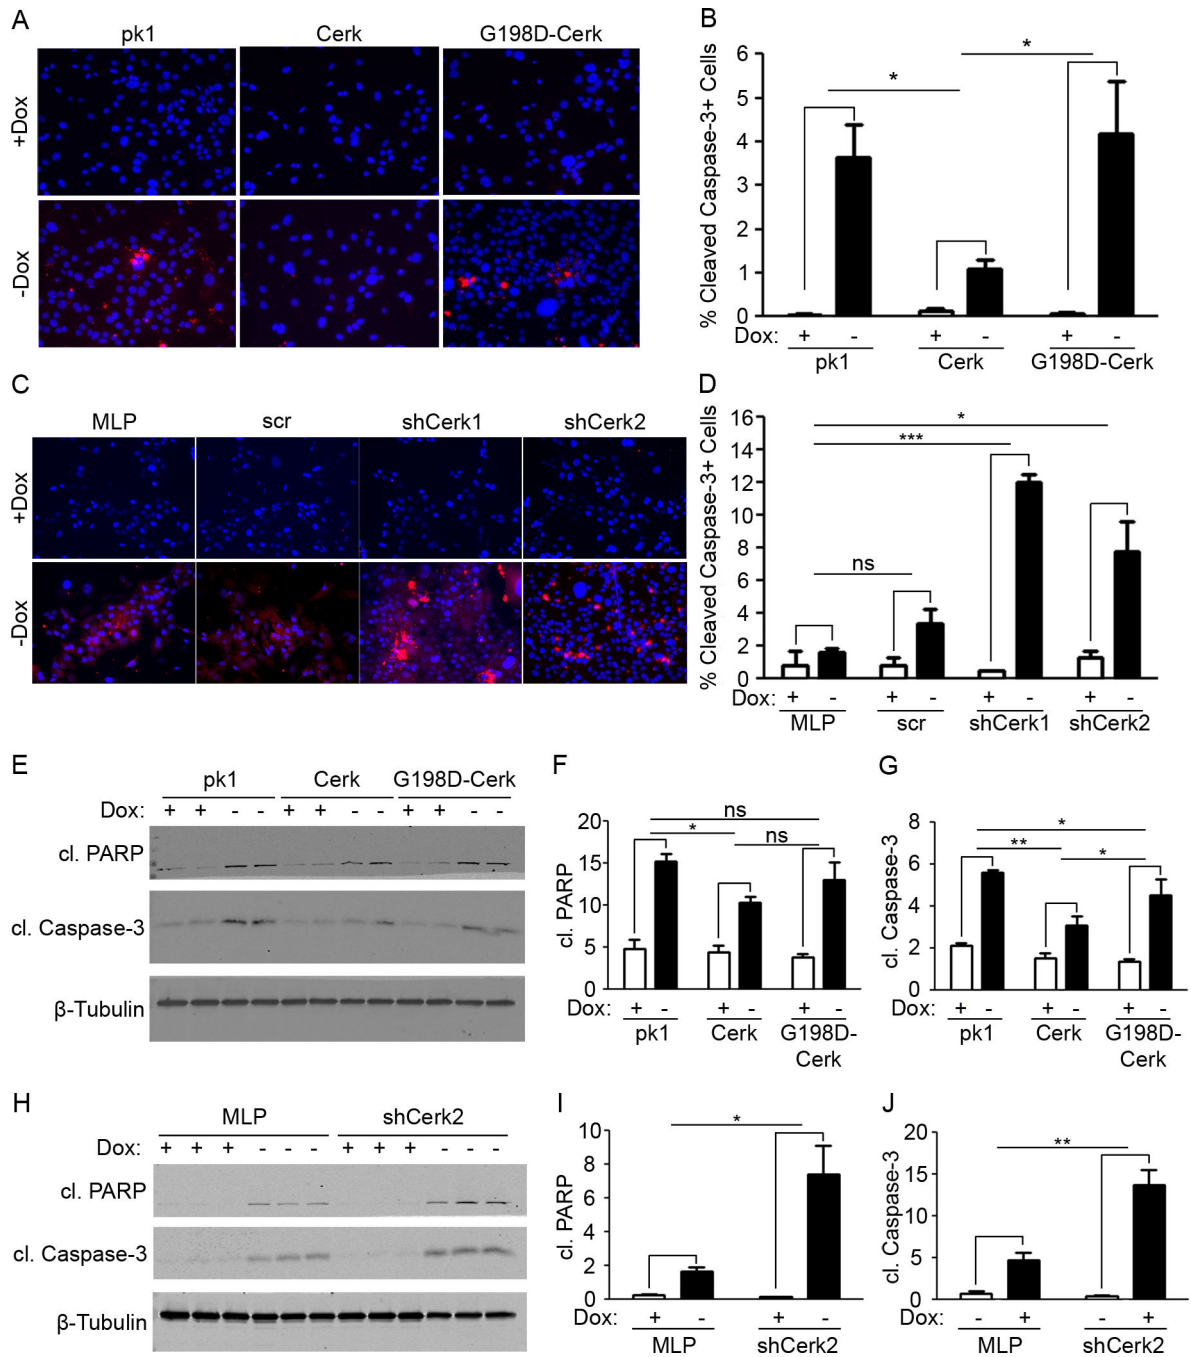 A
pk1 Cerk G198D-Cerk
+Dox
-Dox
B
% Cleaved Caspase-3+ Cells
6
5
4
3
2
1
0
* *
Dox: + - + - + -
pk1 Cerk G198D-Cerk
C
MLP scr shCerk1 shCerk2
+Dox
-Dox
D
% Cleaved Caspase-3+ Cells
16
14
12
10
8
6
4
2
0
*
***
ns
Dox: + - + - + - + -
MLP scr shCerk1 shCerk2
E
pk1 Cerk G198D-Cerk
Dox: + + - - + + - - + + - -
cl. PARP
cl. Caspase-3
β-Tubulin
F
cl. PARP
20
15
10
5
0
ns
* ns
Dox: + - + - + -
pk1 Cerk G198D-
Cerk
G
cl. Caspase-3
8
6
4
2
0
*
** *
Dox: + - + - + -
pk1 Cerk G198D-
Cerk
H
MLP shCerk2
Dox: + + + - - - + + + - - -
cl. PARP
cl. Caspase-3
β-Tubulin
I
cl. PARP
10
8
6
4
2
0
*
Dox: + - + -
MLP shCerk2
J
cl. Caspase-3
20
15
10
5
0
**
Dox: - + - +
MLP shCerk2